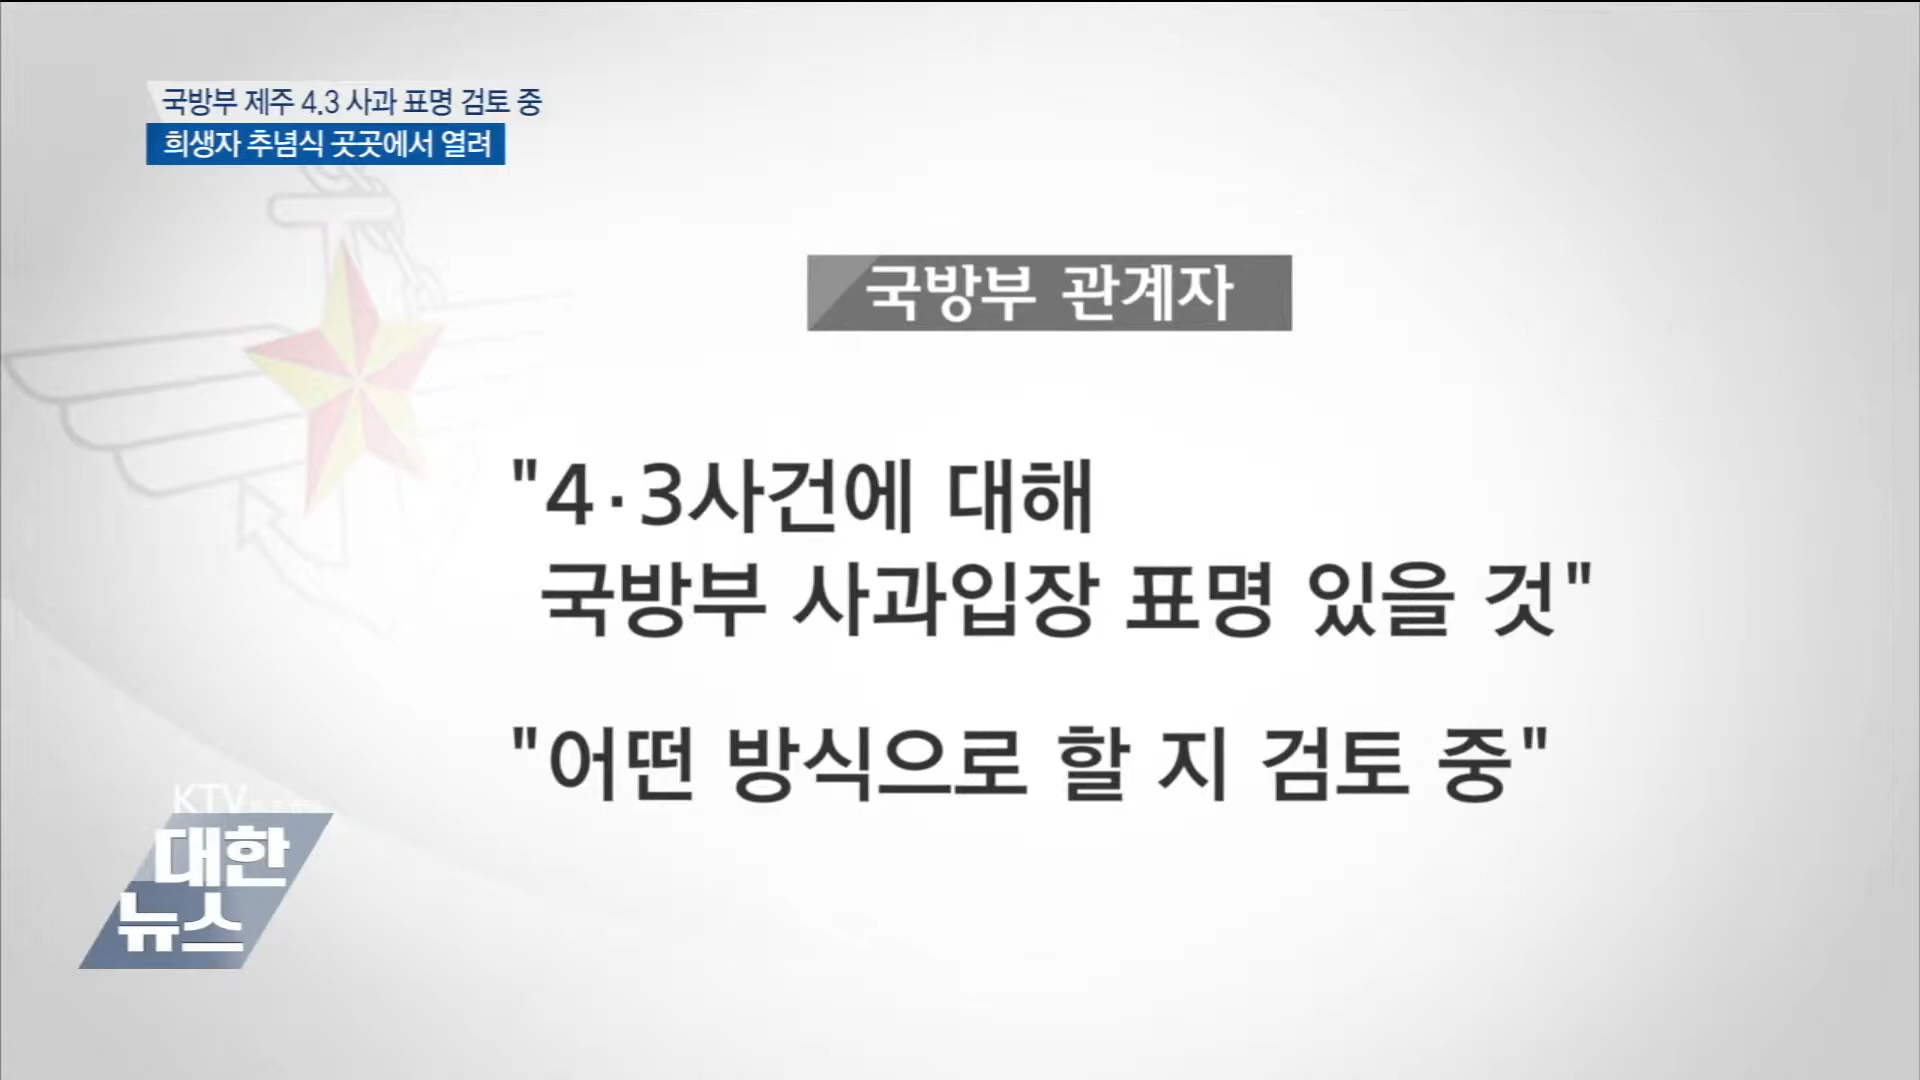 국방부 제주 4.3 사과 표명 검토 중
희생자 추념식 곳곳에서 열려
국방부 관계자
"4·3사건에 대해
국방부 사과입장 표명 있을 것"
"어떤 방식으로 할 지 검토 중"
KTV
대한
뉴스